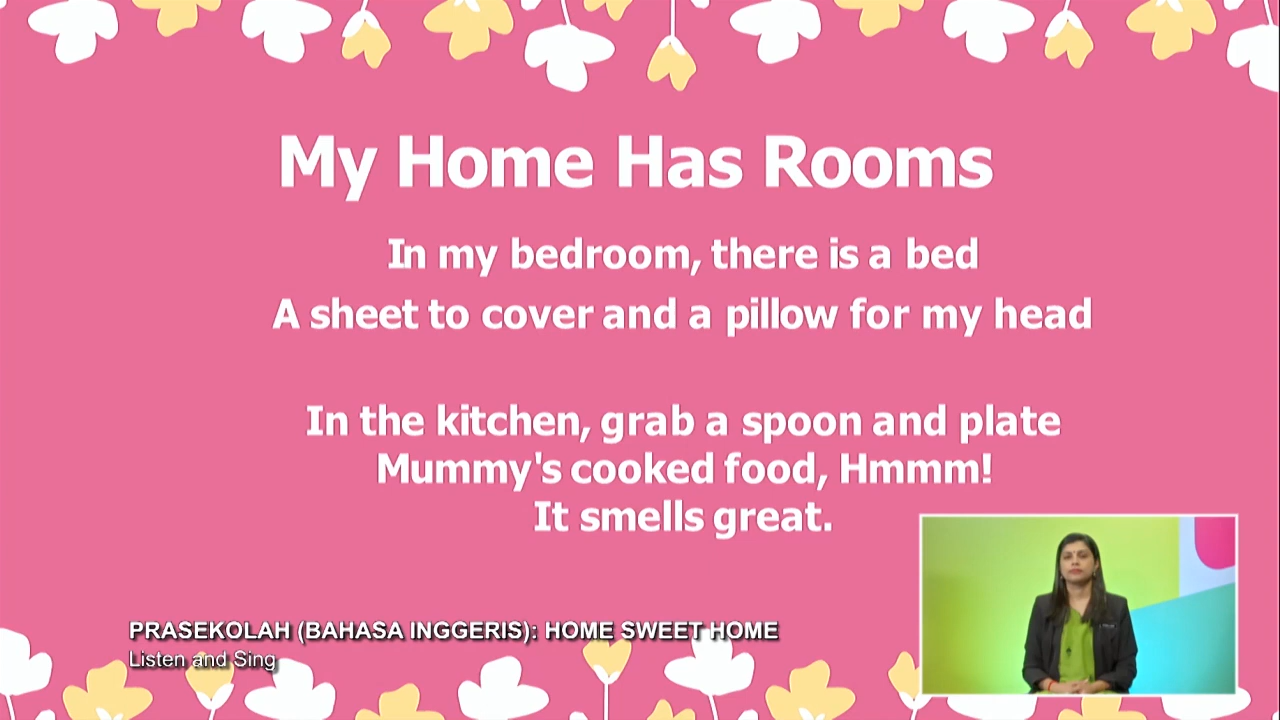 My Home Has Rooms
In my bedroom, there is a bed
A sheet to cover and a pillow for my head
In the kitchen, grab a spoon and plate
Mummy's cooked food, Hmmm!
It smells great.
PRASEKOLAH (BAHASA INGGERIS): HOME SWEET HOME
Listen and Sing